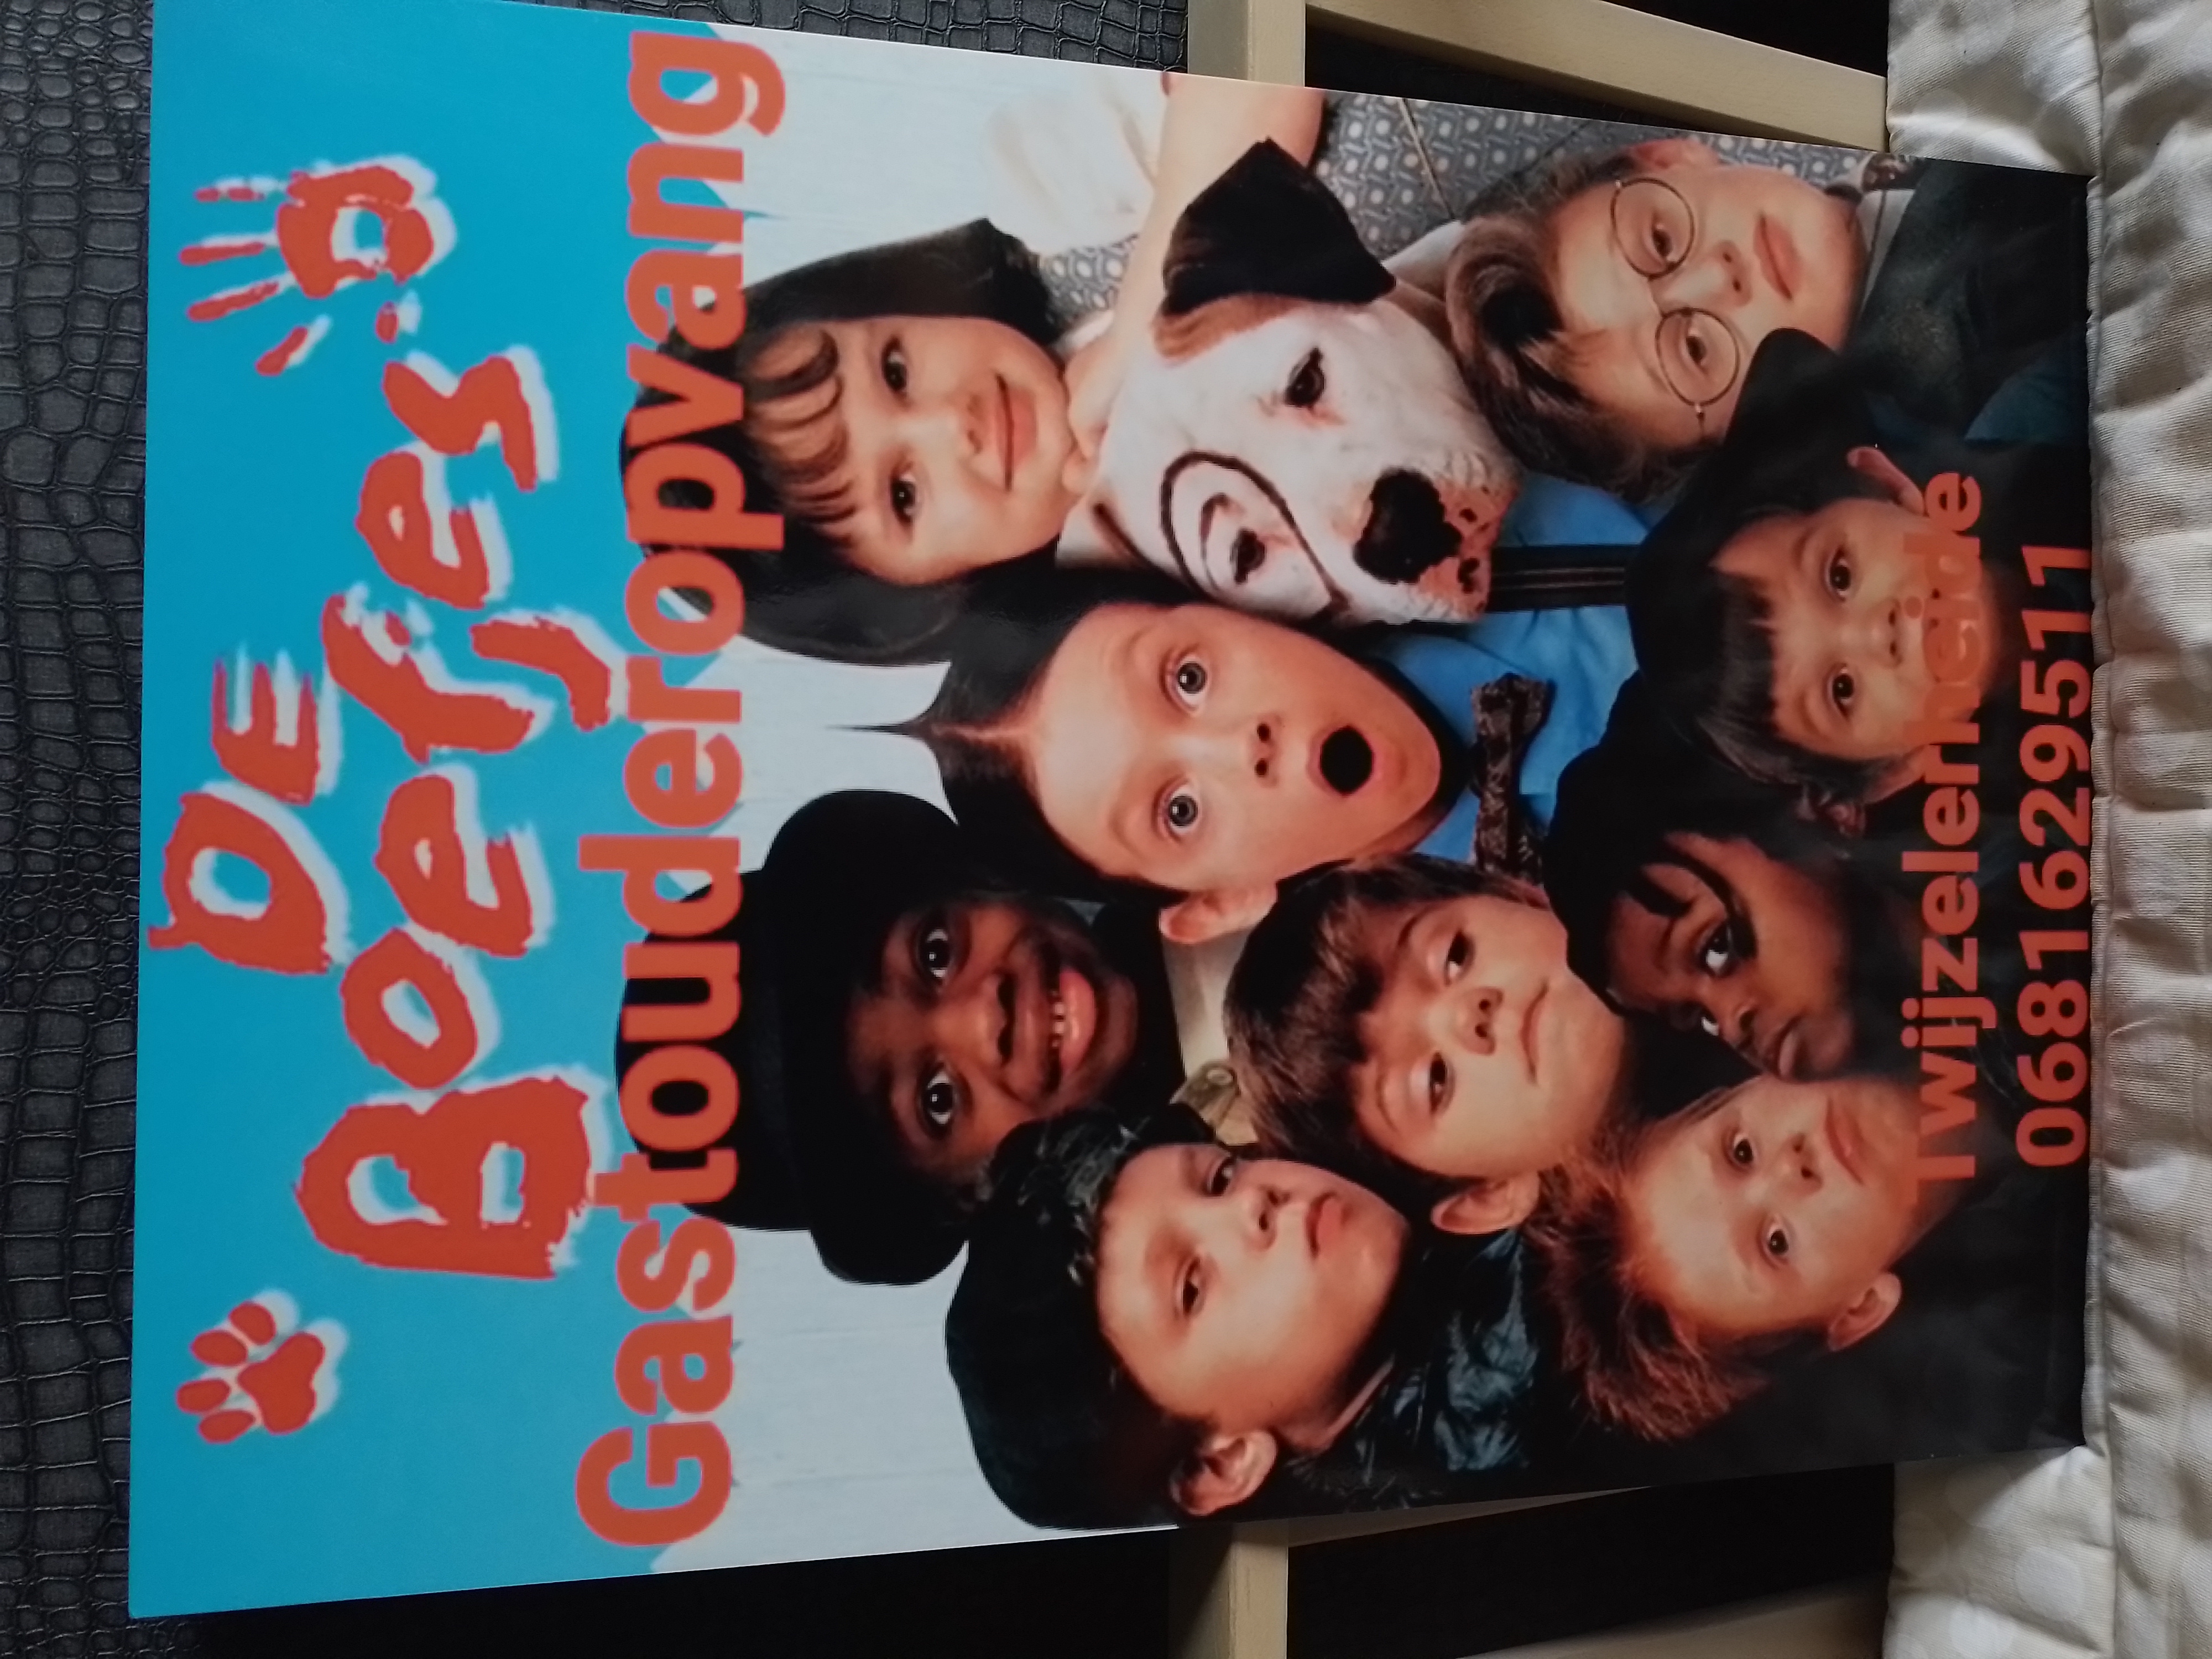 DE
Boefjes
Gastouderopvang
Twijzelerheide
0681629511